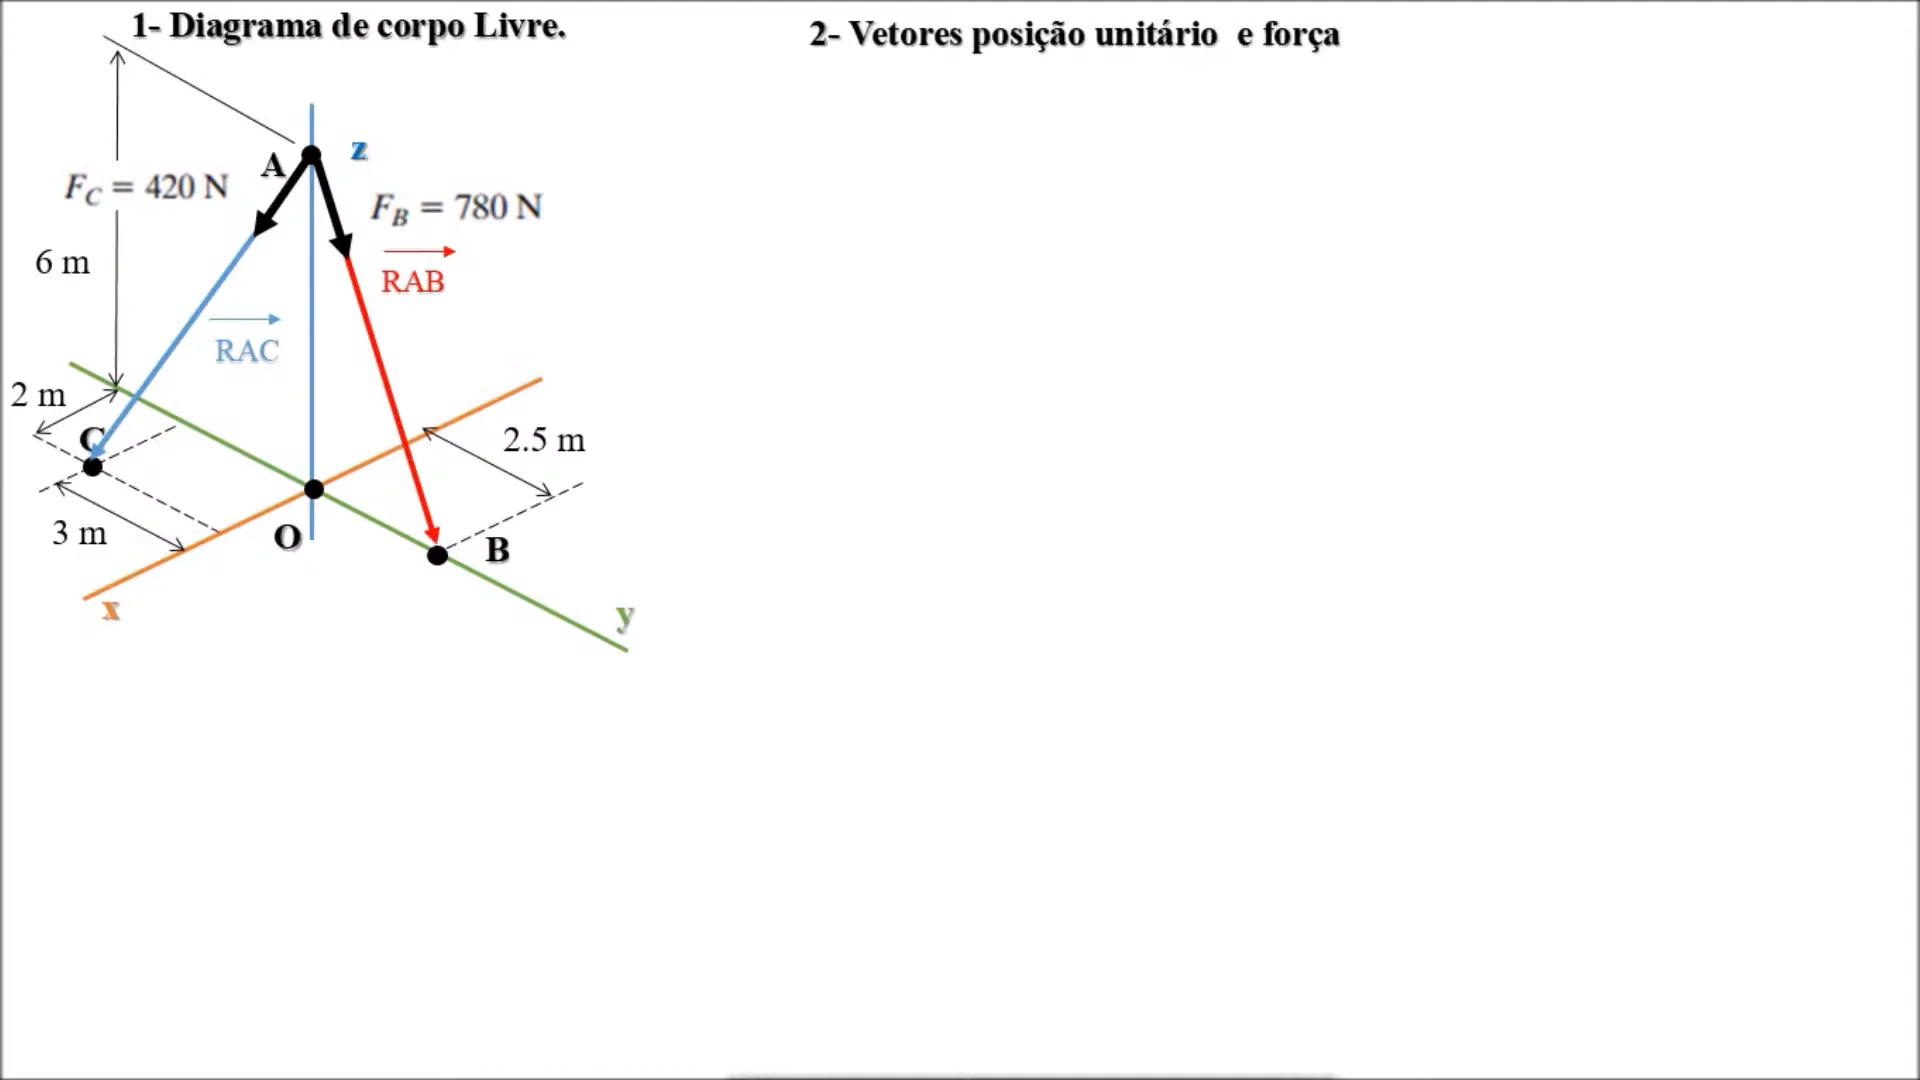 1- Diagrama de corpo Livre.
2- Vetores posição unitário e força
z
A
F_C = 420 N
F_B = 780 N
6 m
RAB
RAC
2 m
C
2.5 m
3 m
O
B
x
y